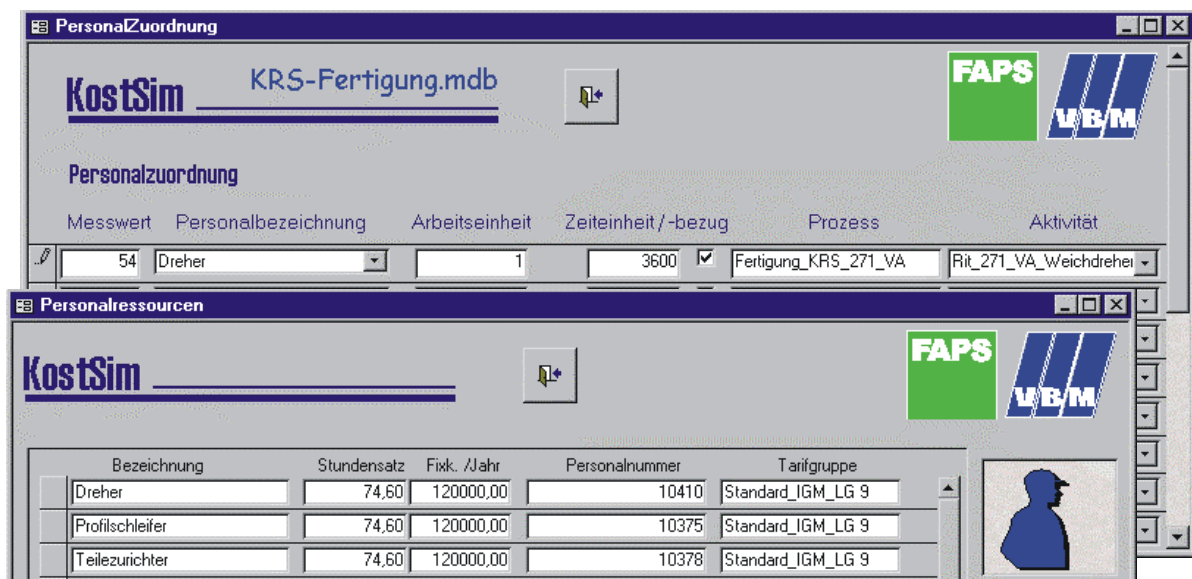 PersonalZuordnung
KostSim KRS-Fertigung.mdb FAPS VBM
Personalzuordnung
Messwert Personalbezeichnung Arbeitseinheit Zeiteinheit/-bezug Prozess Aktivität
54 Dreher 1 3600 Fertigung_KRS_271_VA Rit_271_VA_Weichdreher
Personalressourcen
KostSim FAPS VBM
Bezeichnung Stundensatz Fixk. /Jahr Personalnummer Tarifgruppe
Dreher 74,60 120000,00 10410 Standard_IGM_LG 9
Profilschleifer 74,60 120000,00 10375 Standard_IGM_LG 9
Teilezurichter 74,60 120000,00 10378 Standard_IGM_LG 9